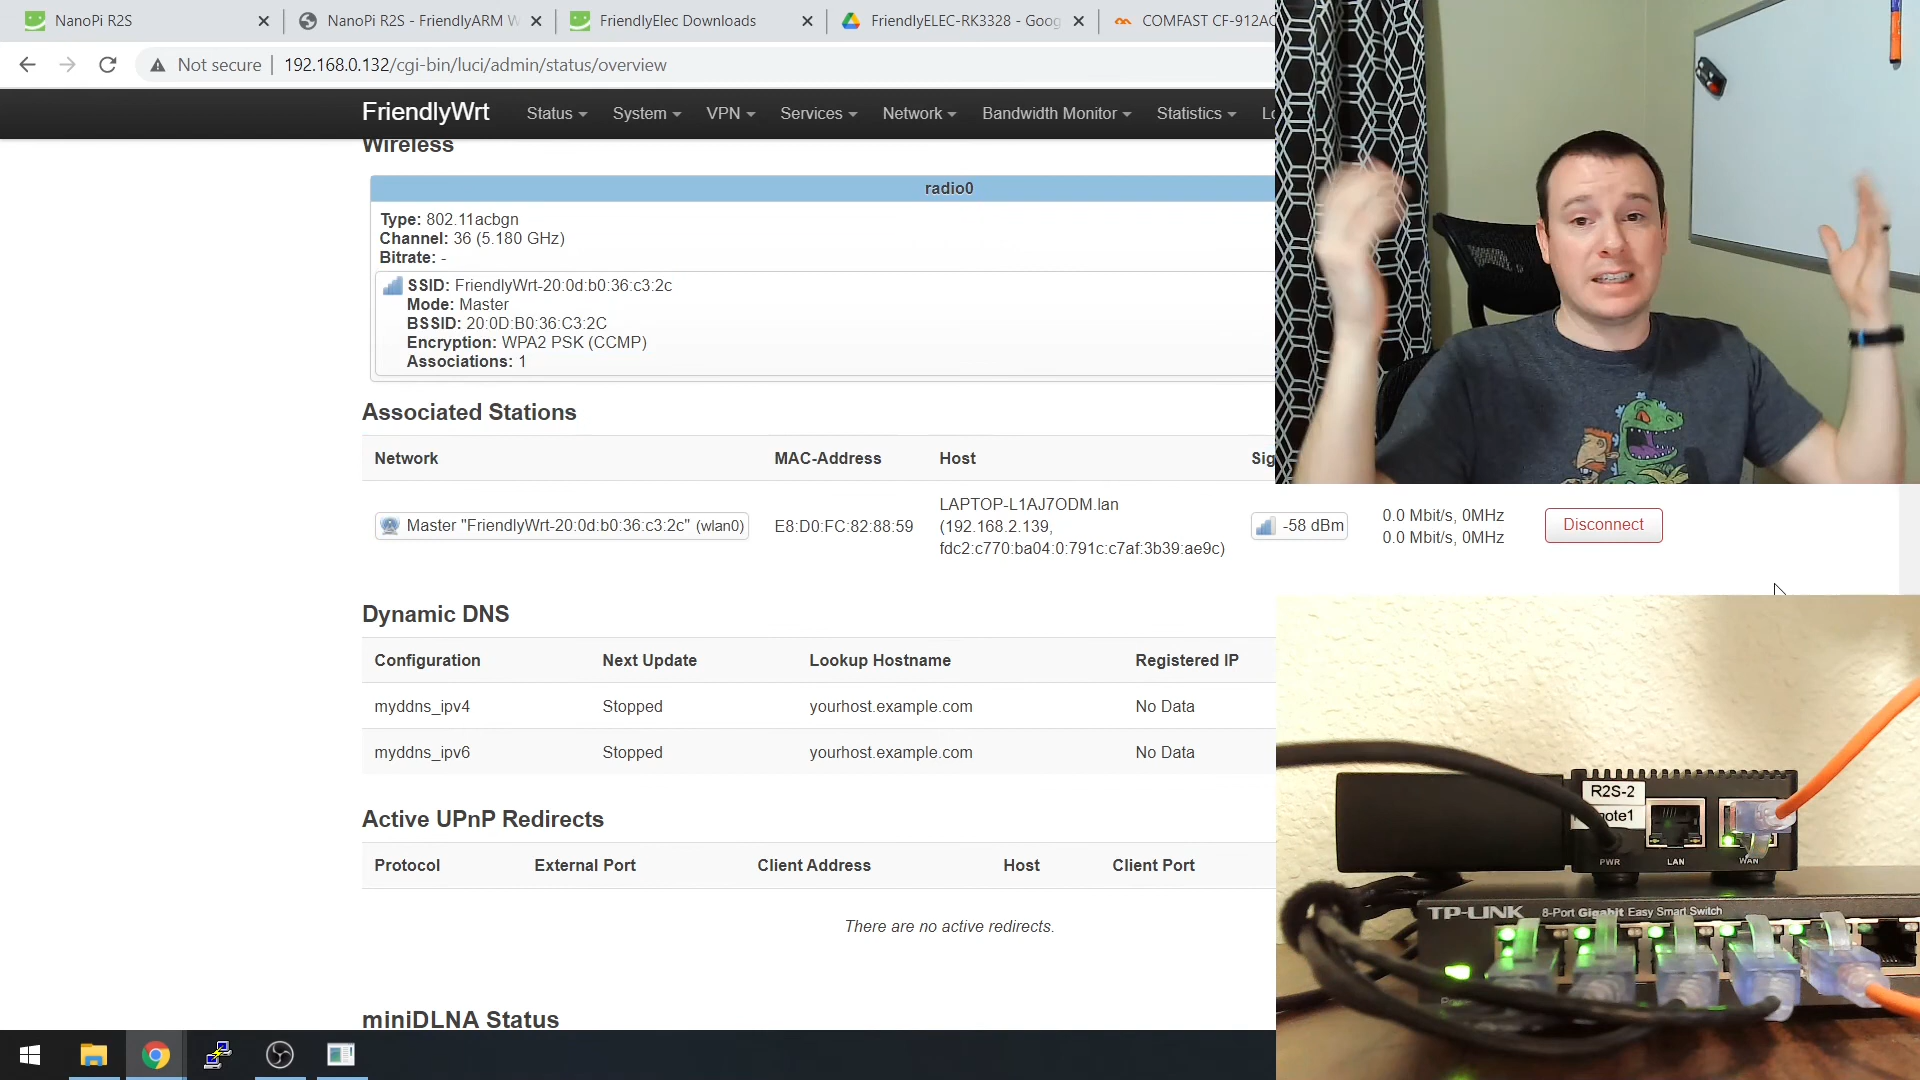 NanoPi R2S
NanoPi R2S - FriendlyARM W
FriendlyElec Downloads
FriendlyELEC-RK3328 - Goog
COMFAST CF-912AC
Not secure
192.168.0.132/cgi-bin/luci/admin/status/overview
FriendlyWrt
Status
System
VPN
Services
Network
Bandwidth Monitor
Statistics
Lo
Wireless
radio0
Type: 802.11acbgn
Channel: 36 (5.180 GHz)
Bitrate: -
SSID: FriendlyWrt-20:0d:b0:36:c3:2c
Mode: Master
BSSID: 20:0D:B0:36:C3:2C
Encryption: WPA2 PSK (CCMP)
Associations: 1
Associated Stations
Network
MAC-Address
Host
Sig
Master "FriendlyWrt-20:0d:b0:36:c3:2c" (wlan0)
E8:D0:FC:82:88:59
LAPTOP-L1AJ7ODM.lan
(192.168.2.139,
fdc2:c770:ba04:0:791c:c7af:3b39:ae9c)
-58 dBm
0.0 Mbit/s, 0MHz
0.0 Mbit/s, 0MHz
Disconnect
Dynamic DNS
Configuration
Next Update
Lookup Hostname
Registered IP
myddns_ipv4
Stopped
yourhost.example.com
No Data
myddns_ipv6
Stopped
yourhost.example.com
No Data
Active UPnP Redirects
Protocol
External Port
Client Address
Host
Client Port
There are no active redirects.
miniDLNA Status
R2S-2
mote1
PWR
LAN
WAN
TP-LINK
8-Port Gigabit Easy Smart Switch